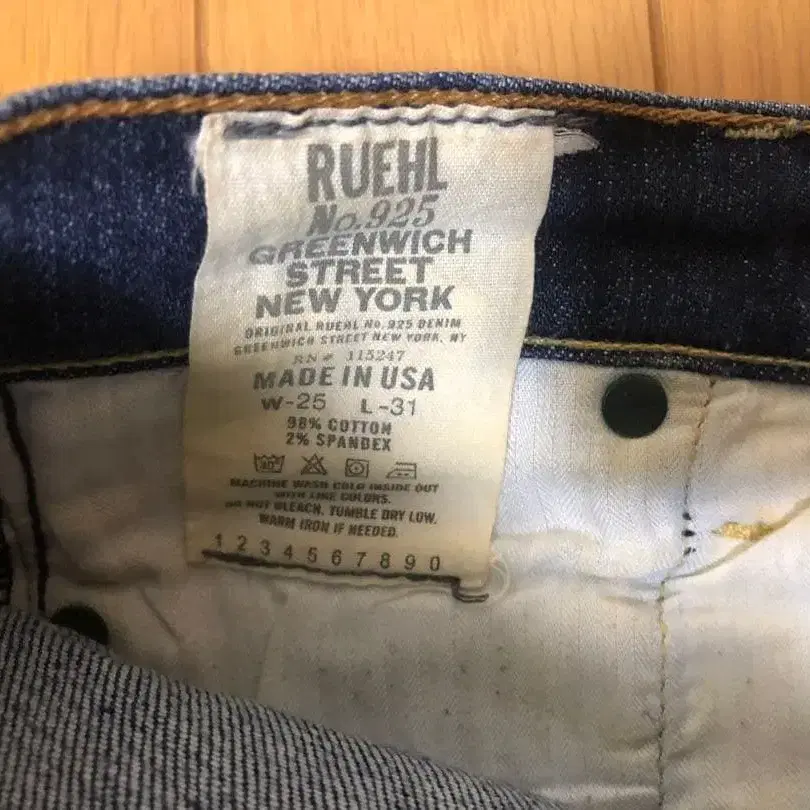 RUEHL
No.925
GREENWICH
STREET
NEW YORK
ORIGINAL RUEHL No. 925 DENIM
GREENWICH STREET NEW YORK, NY
RN# 115247
MADE IN USA
W-25 L-31
98% COTTON
2% SPANDEX
30°
MACHINE WASH COLD INSIDE OUT
WITH LIKE COLORS.
DO NOT BLEACH. TUMBLE DRY LOW.
WARM IRON IF NEEDED.
1 2 3 4 5 6 7 8 9 0